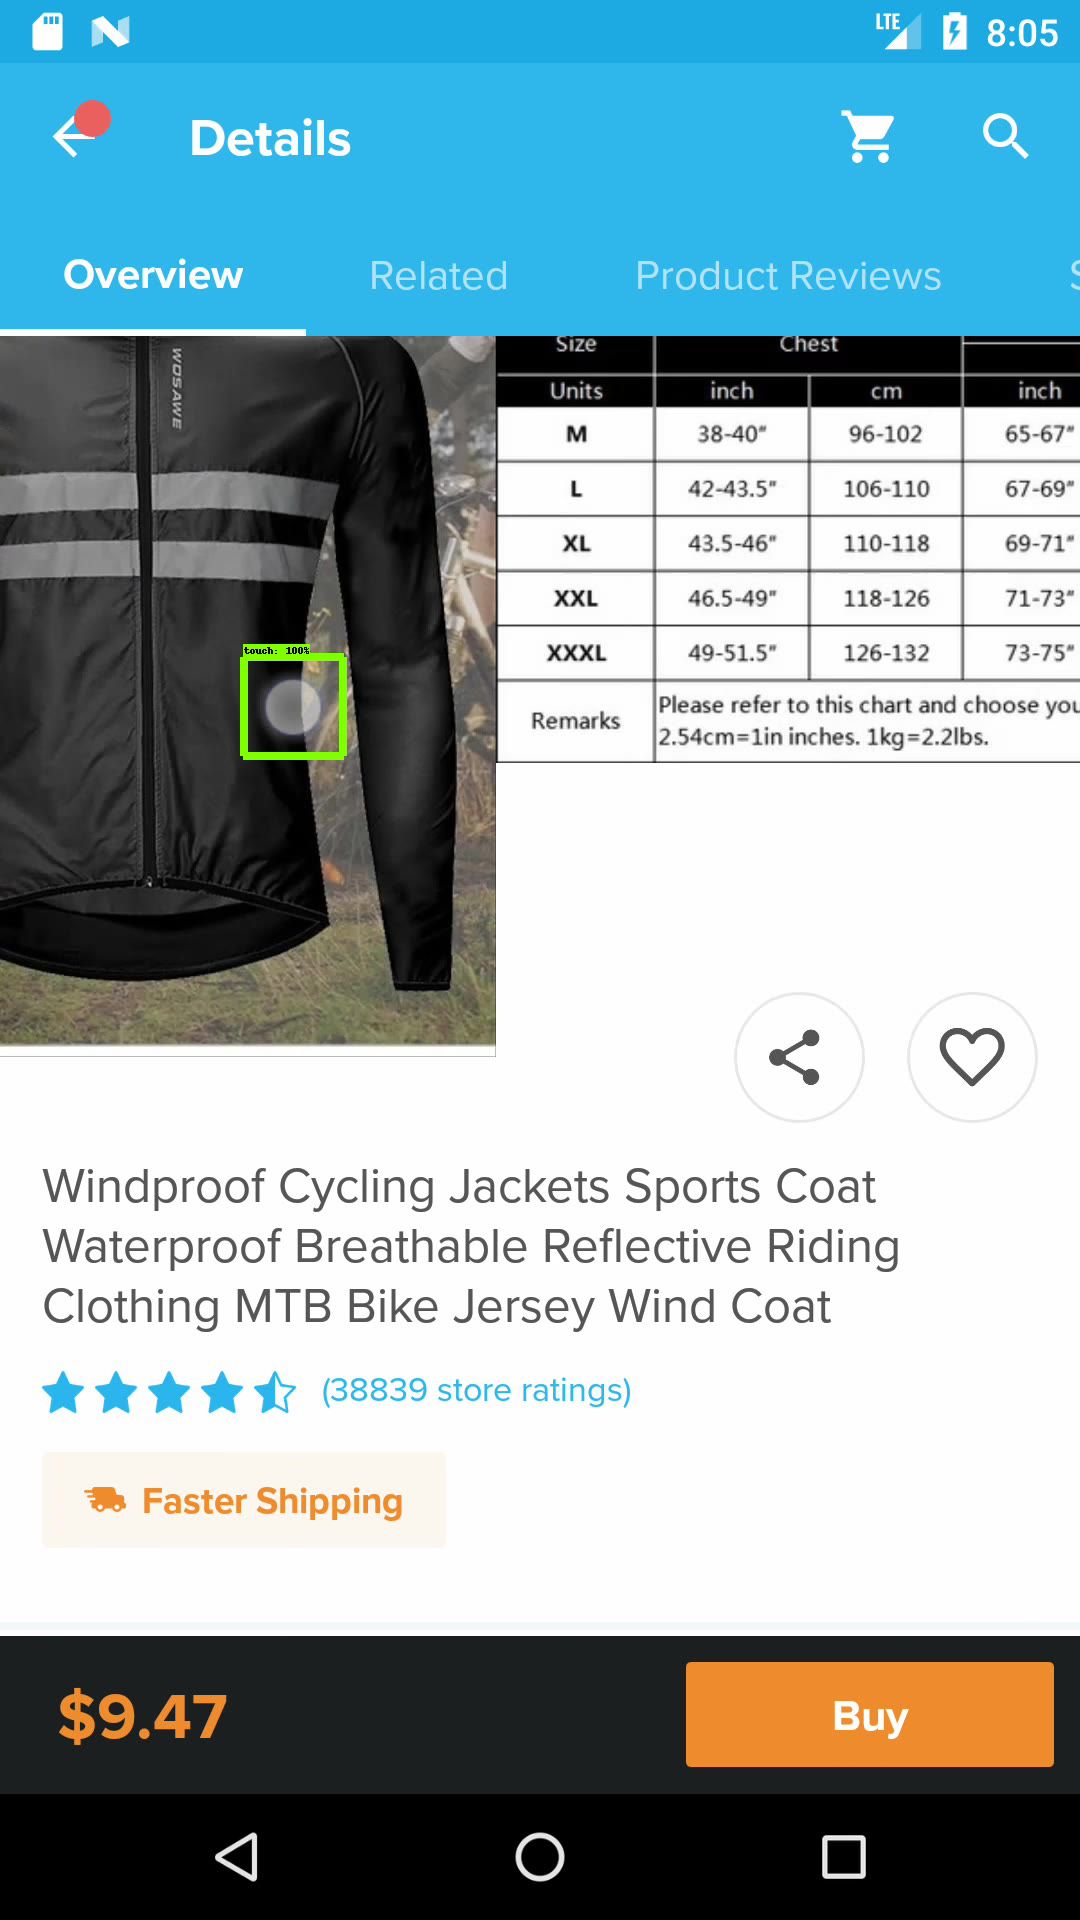 LTE 8:05
Details
Overview Related Product Reviews
WOSAWE
Size Chest
Units inch cm inch
M 38-40" 96-102 65-67"
L 42-43.5" 106-110 67-69"
XL 43.5-46" 110-118 69-71"
XXL 46.5-49" 118-126 71-73"
XXXL 49-51.5" 126-132 73-75"
Remarks Please refer to this chart and choose you
2.54cm=1in inches. 1kg=2.2lbs.
touch: 100%
Windproof Cycling Jackets Sports Coat
Waterproof Breathable Reflective Riding
Clothing MTB Bike Jersey Wind Coat
(38839 store ratings)
Faster Shipping
$9.47 Buy